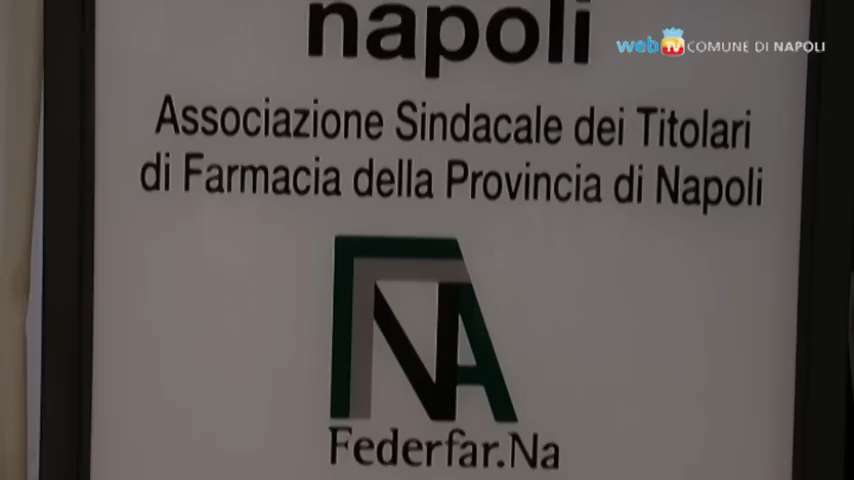 napoli
web TV COMUNE DI NAPOLI
Associazione Sindacale dei Titolari
di Farmacia della Provincia di Napoli
NA
Federfar.Na